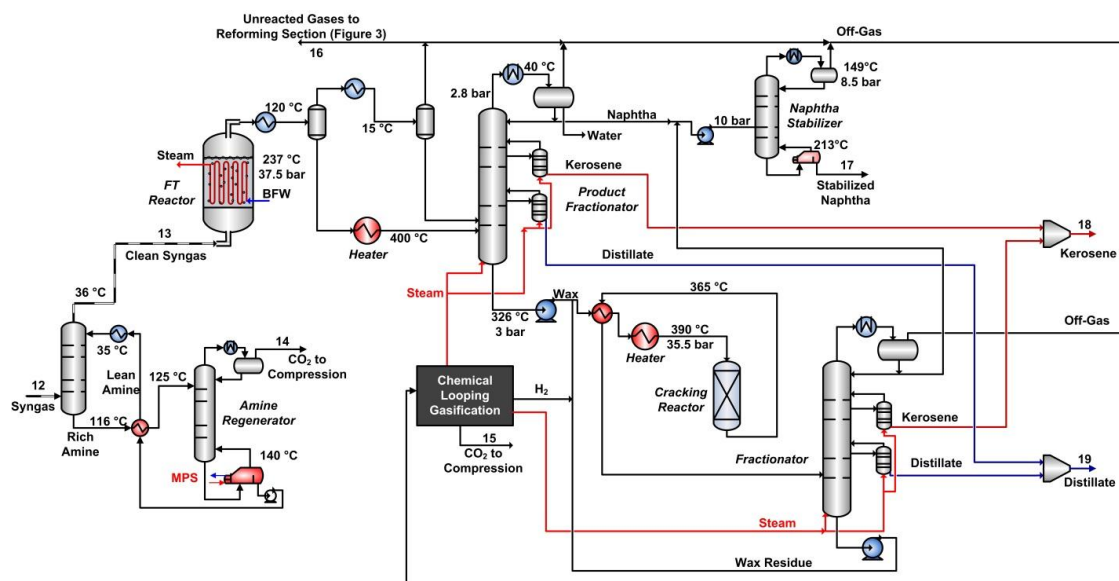 Unreacted Gases to
Reforming Section (Figure 3)
16
Off-Gas
40 °C
2.8 bar
149°C
8.5 bar
Naphtha
Stabilizer
120 °C
15 °C
Naphtha
10 bar
Water
213°C
17
Stabilized
Naphtha
Steam
237 °C
37.5 bar
FT
Reactor
BFW
Kerosene
Product
Fractionator
400 °C
Heater
13
Clean Syngas
18
Kerosene
Distillate
Steam
36 °C
Wax
326 °C
3 bar
365 °C
Off-Gas
390 °C
35.5 bar
Heater
35 °C
Lean
Amine
14
CO2 to
Compression
12
Syngas
125 °C
Amine
Regenerator
116°C
Rich
Amine
Chemical
Looping
Gasification
H2
Cracking
Reactor
Kerosene
15
CO2 to
Compression
Fractionator
Distillate
19
Distillate
140 °C
MPS
Steam
Wax Residue